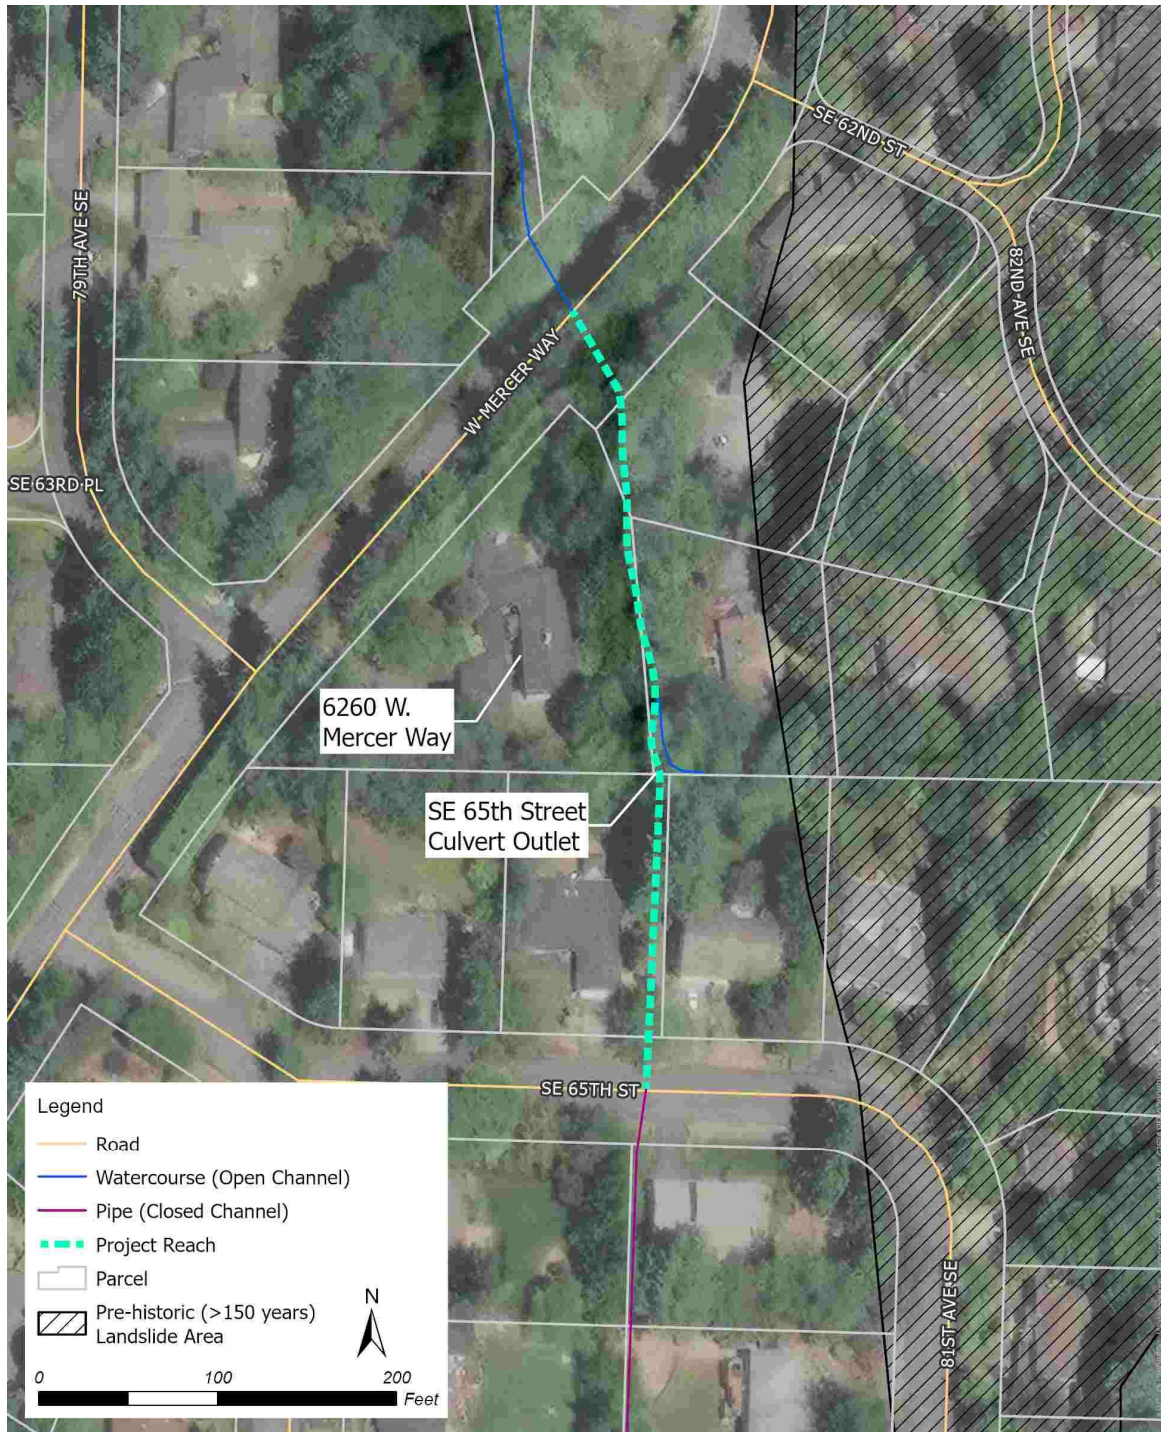 SE 62ND ST
79TH AVE SE
82ND AVE SE
W MERCER WAY
SE 63RD PL
6260 W.
Mercer Way
SE 65th Street
Culvert Outlet
SE 65TH ST
81ST AVE SE
Legend
Road
Watercourse (Open Channel)
Pipe (Closed Channel)
Project Reach
Parcel
Pre-historic (>150 years)
Landslide Area
N
0 100 200
Feet